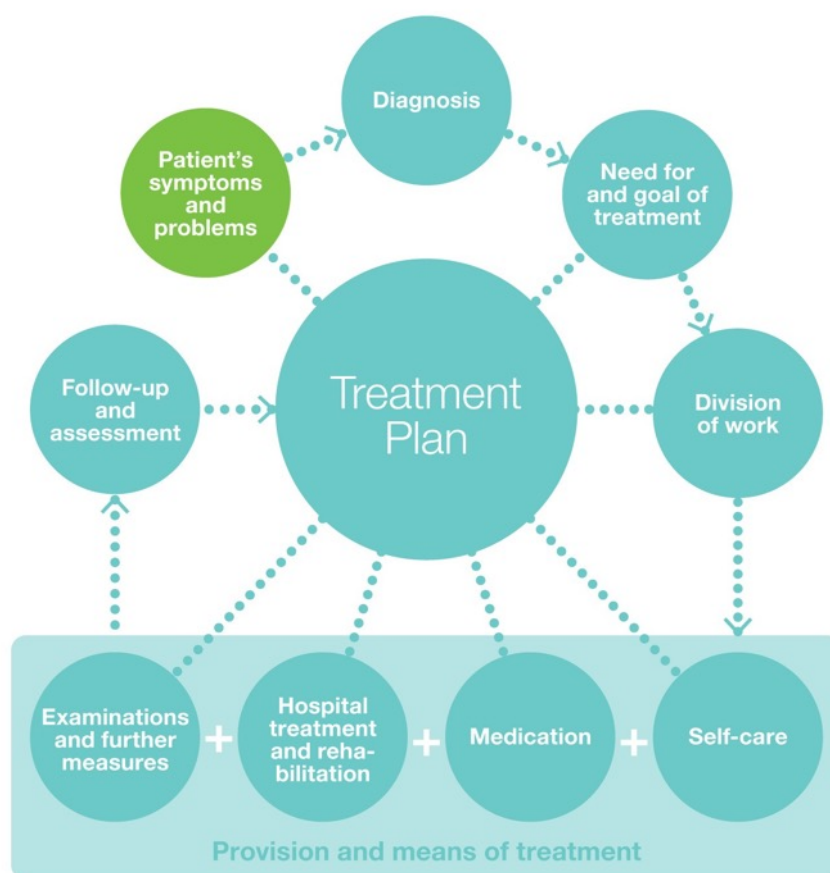 Diagnosis
Patient's
symptoms
and
problems
Need for
and goal of
treatment
Treatment
Plan
Follow-up
and
assessment
Division
of work
Examinations
and further
measures
+
Hospital
treatment
and reha-
bilitation
+
Medication
+
Self-care
Provision and means of treatment